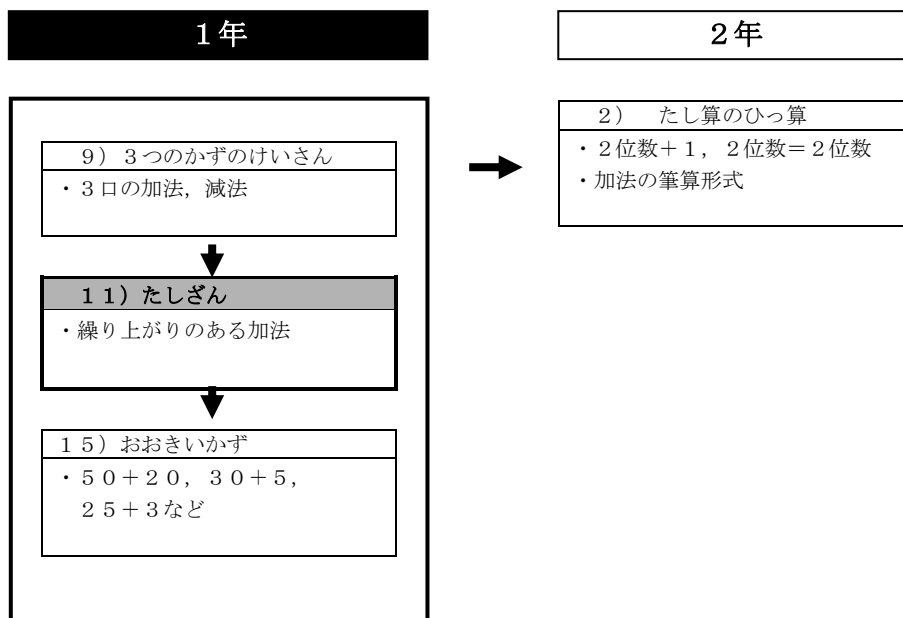 １年
９）３つのかずのけいさん
・３口の加法，減法
１１）たしざん
・繰り上がりのある加法
１５）おおきいかず
・５０＋２０，３０＋５，
２５＋３など
２年
２）　たし算のひっ算
・２位数＋１，２位数＝２位数
・加法の筆算形式